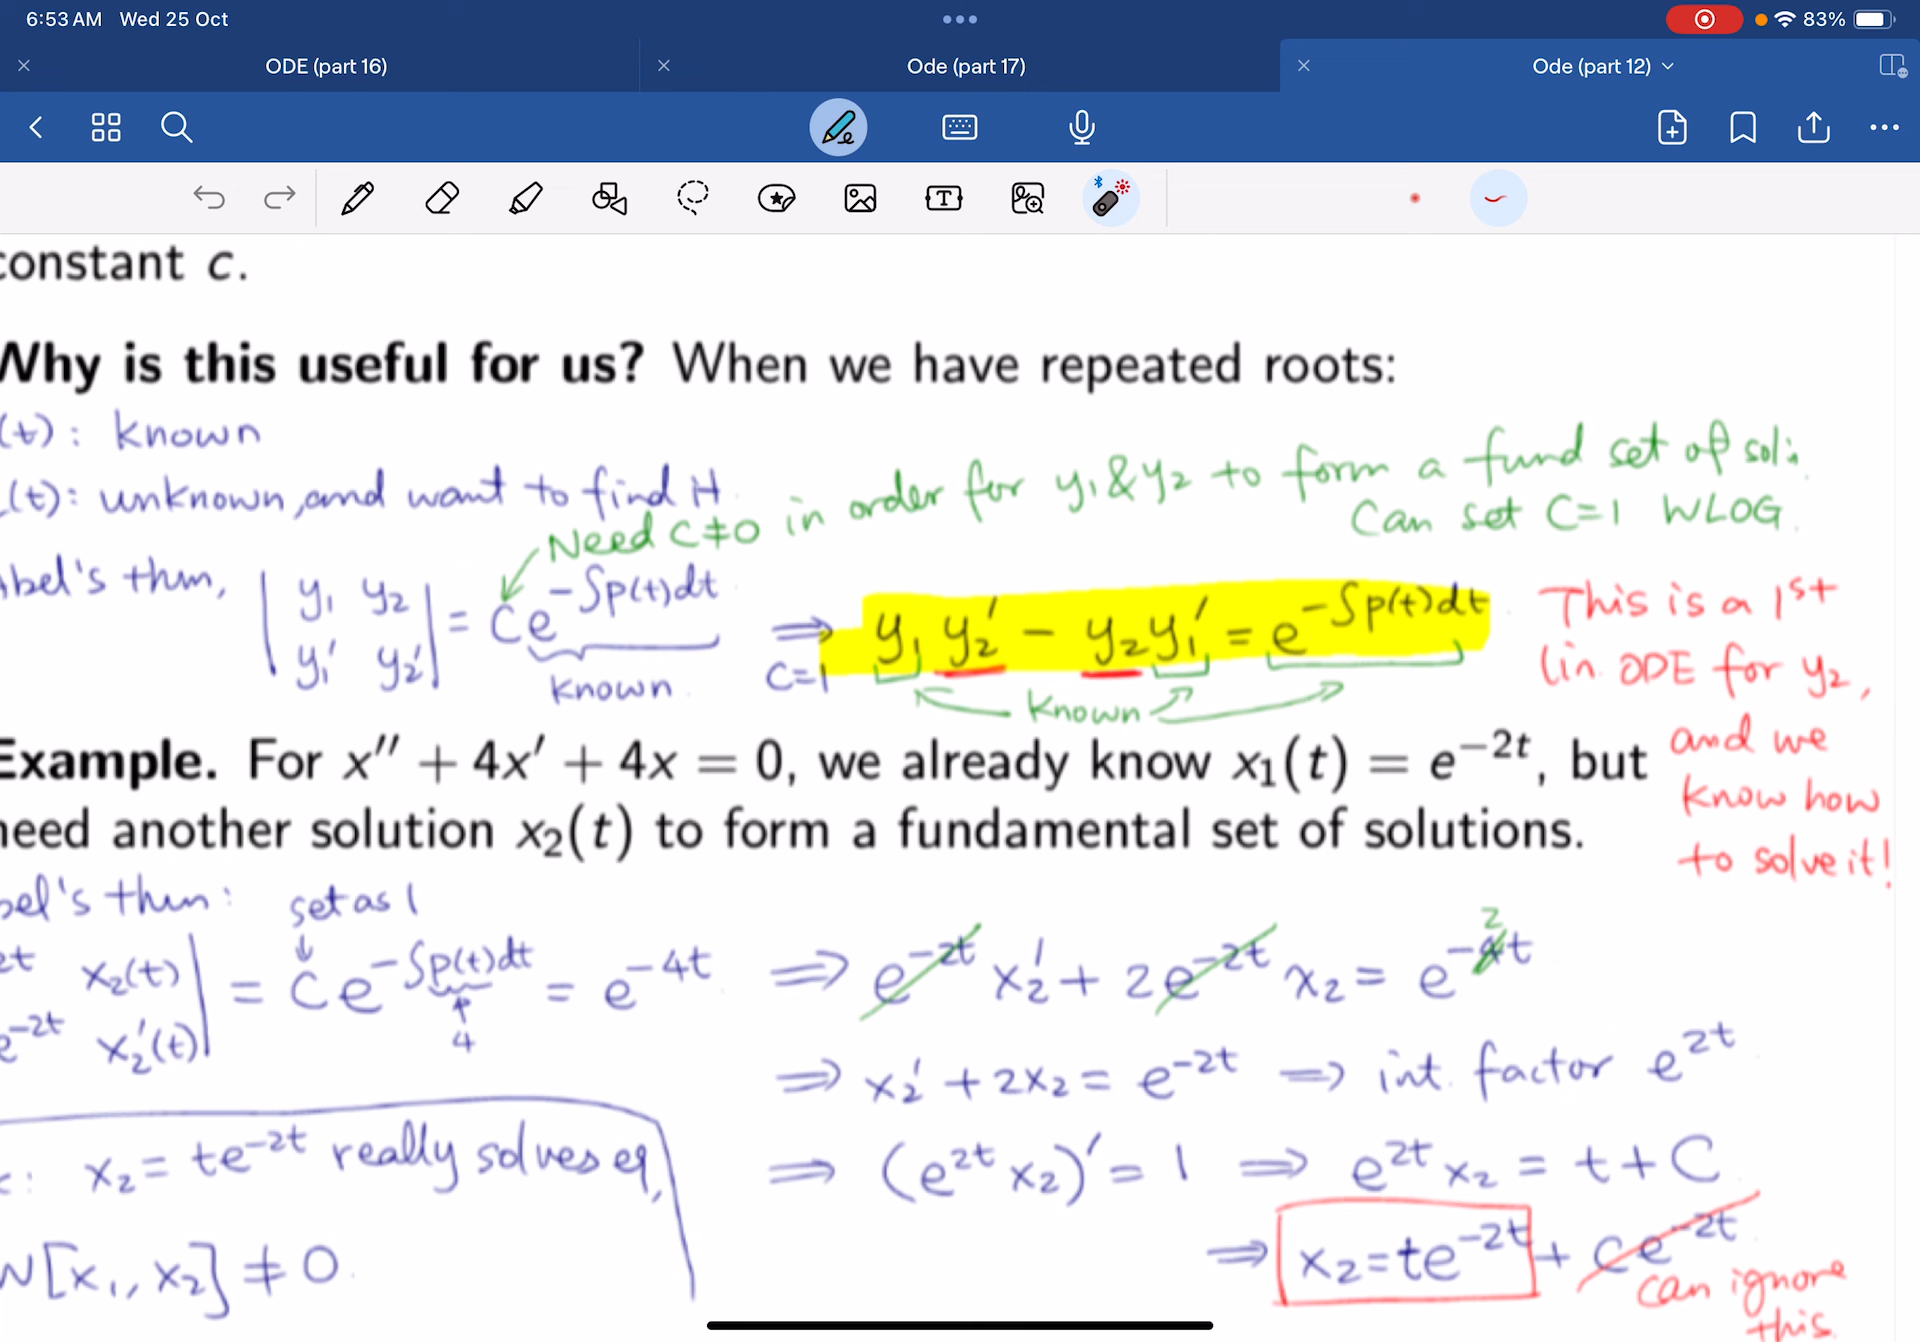 6:53 AM Wed 25 Oct
83%
ODE (part 16)
Ode (part 17)
Ode (part 12)
constant c.
Why is this useful for us? When we have repeated roots:
(t): known
(t): unknown, and want to find it
Need C≠0 in order for y₁ & y₂ to form a fund set of sol:
Can set C=1 WLOG.
Abel's thm, | y₁ y₂ | = Ce^{-∫p(t)dt} ⇒ y₁y₂′ − y₂y₁′ = e^{-∫p(t)dt}
y₁′ y₂′
known
C=1
known
This is a 1st
lin. ODE for y₂,
and we
know how
to solve it!
Example. For x″ + 4x′ + 4x = 0, we already know x₁(t) = e^{−2t}, but
need another solution x₂(t) to form a fundamental set of solutions.
bel's thm: set as 1
2t x₂(t) | = Ce^{-∫p(t)dt} = e^{-4t} ⇒ e^{-2t} x₂′ + 2e^{-2t} x₂ = e^{-4t} 2
e^{-2t} x₂′(t)
4
⇒ x₂′ + 2x₂ = e^{-2t} ⇒ int. factor e^{2t}
: x₂ = te^{-2t} really solves eq,
⇒ (e^{2t} x₂)′ = 1 ⇒ e^{2t} x₂ = t + C
W[x₁, x₂] ≠ 0.
⇒ x₂ = te^{-2t} + Ce^{-2t}
can ignore
this